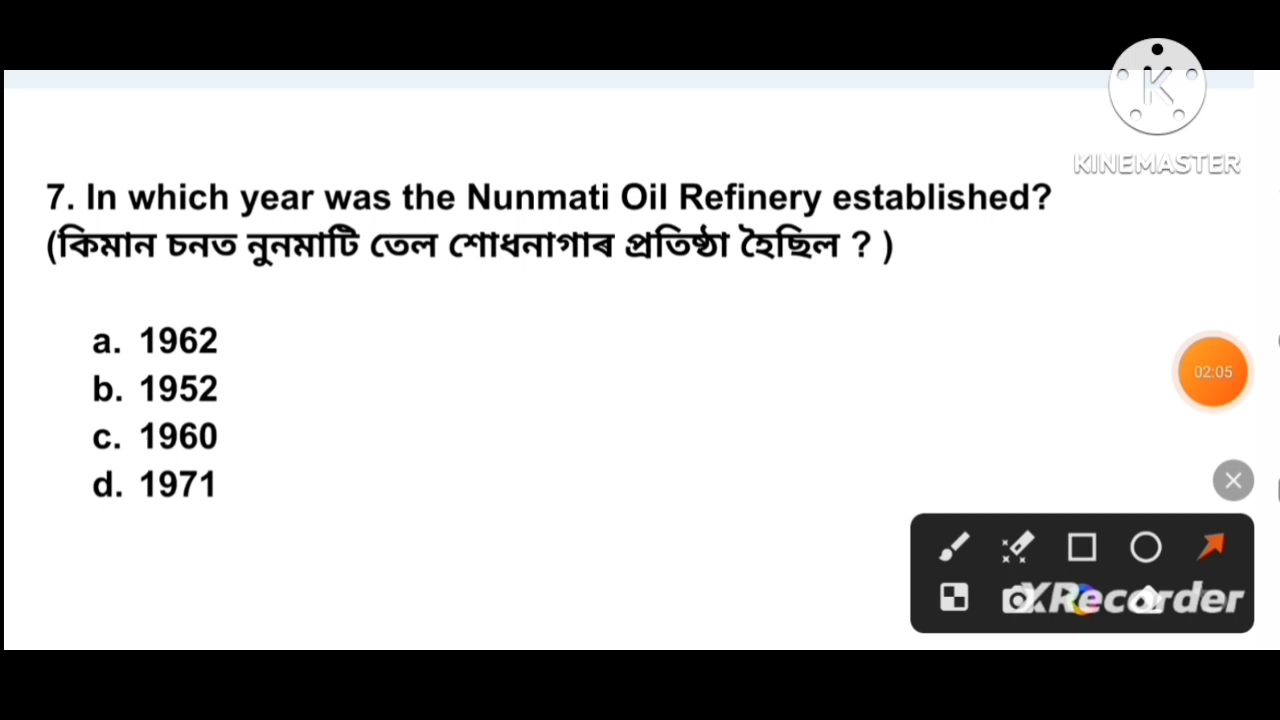 KINEMASTER
7. In which year was the Nunmati Oil Refinery established?
(কিমান চনত নুনমাটি তেল শোধনাগাৰ প্ৰতিষ্ঠা হৈছিল ? )
a. 1962
b. 1952
c. 1960
d. 1971
02:05
XRecorder